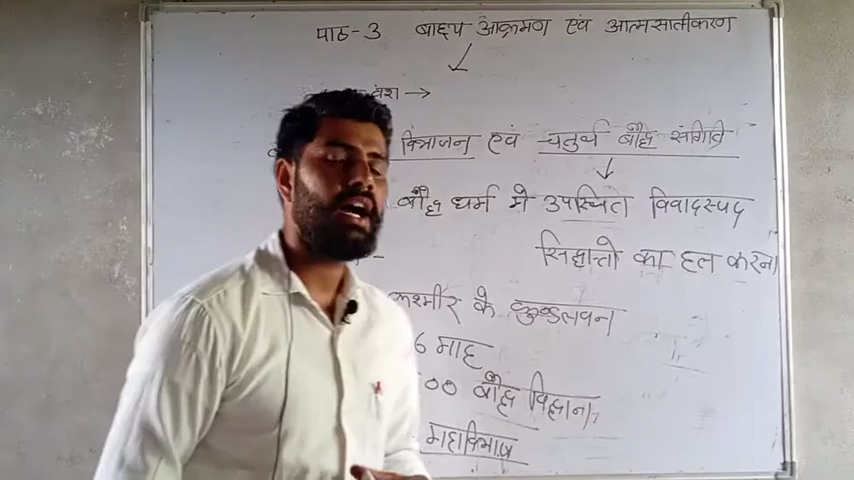 पाठ-3 बाह्य आक्रमण एवं आत्मसातीकरण
वंश →
विभाजन एवं चतुर्थ बौद्ध संगीति
बौद्ध धर्म मे उपस्थित विवादस्पद
सिद्धान्तो का हल करना
कश्मीर के कुण्डलवन
6 माह
500 बौद्ध विद्वान
महाविभाष